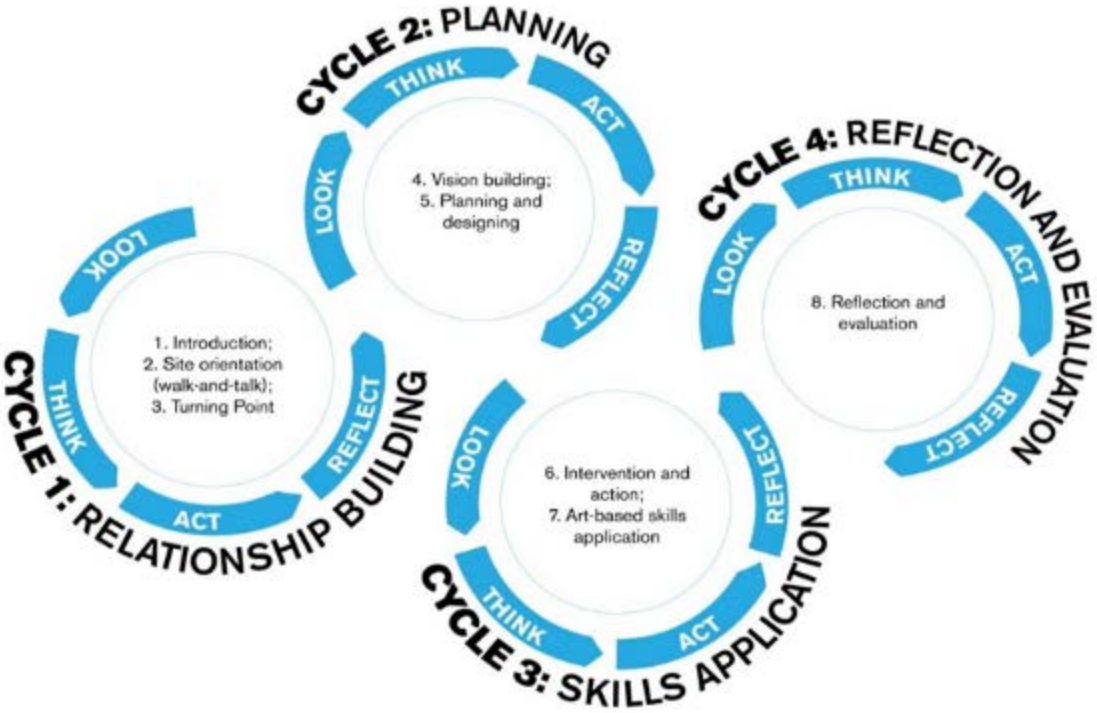 CYCLE 1: RELATIONSHIP BUILDING
LOOK
THINK
ACT
REFLECT
1. Introduction;
2. Site orientation
(walk-and-talk);
3. Turning Point
CYCLE 2: PLANNING
LOOK
THINK
ACT
REFLECT
4. Vision building;
5. Planning and
designing
CYCLE 3: SKILLS APPLICATION
LOOK
THINK
ACT
REFLECT
6. Intervention and
action;
7. Art-based skills
application
CYCLE 4: REFLECTION AND EVALUATION
LOOK
THINK
ACT
REFLECT
8. Reflection and
evaluation